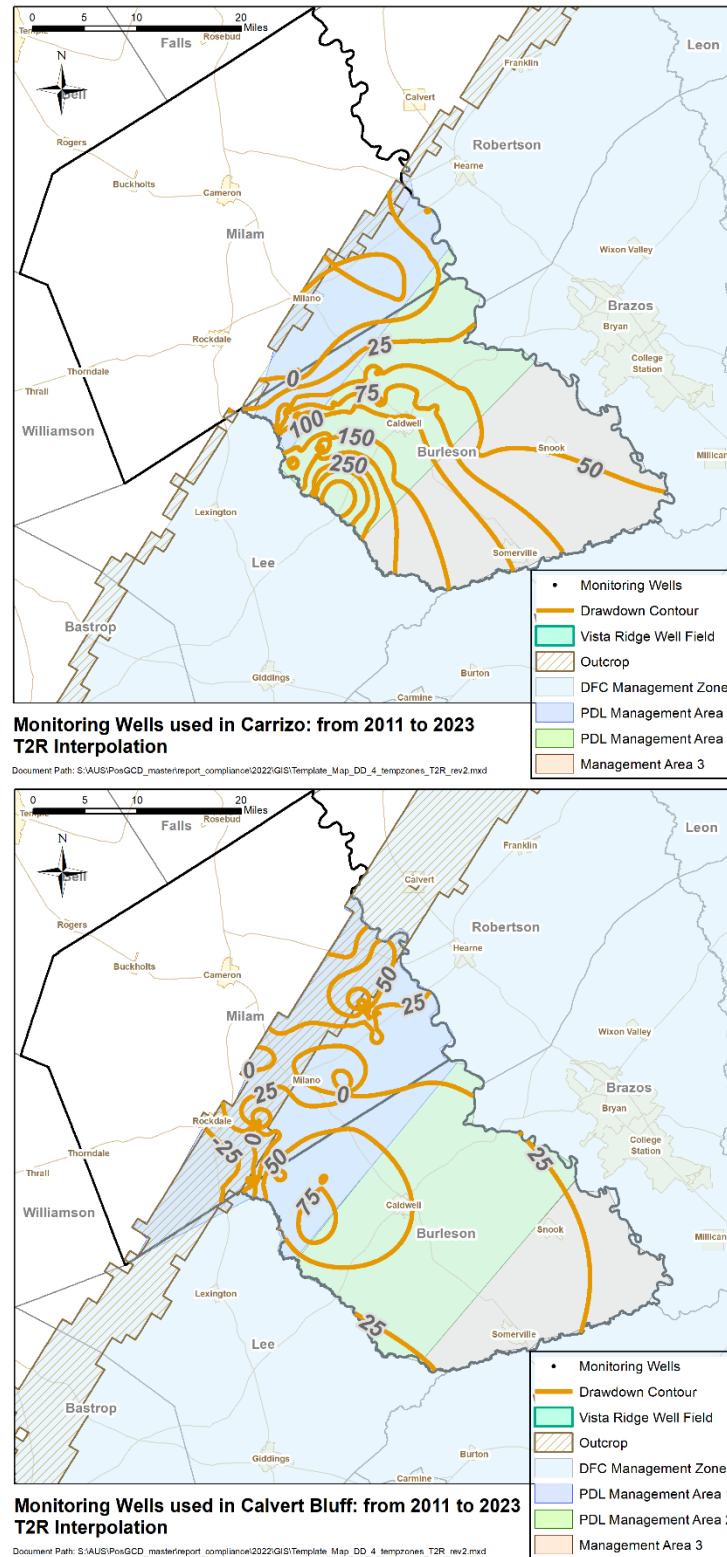 0 10 20
Miles
Temple
Falls
Rosebud
Leon
N
Bell
Franklin
Calvert
Rogers
Robertson
Hearne
Buckholts
Cameron
Milam
Wixon Valley
Milano
Brazos
Bryan
Rockdale
25
College
Station
0
Thorndale
75
Thrall
100
Caldwell
Williamson
150
Burleson
Snook
Millican
250
50
Lexington
Lee
Somerville
Bastrop
Giddings
Burton
Carmine
• Monitoring Wells
Drawdown Contour
Vista Ridge Well Field
Outcrop
DFC Management Zone
PDL Management Area
PDL Management Area
Management Area 3
Monitoring Wells used in Carrizo: from 2011 to 2023
T2R Interpolation
Document Path: S:\AUS\PosGCD_master\report_compliance\2022\GIS\Template_Map_DD_4_tempzones_T2R_rev2.mxd
0 10 20
Miles
Temple
Falls
Rosebud
Leon
N
Bell
Franklin
Calvert
Rogers
Robertson
Hearne
Buckholts
Cameron
50
25
Milam
Wixon Valley
0
Milano
25
0
Brazos
Rockdale
Bryan
-25
0
College
Station
Thorndale
50
25
Thrall
75
Caldwell
Williamson
Burleson
Snook
Millican
Lexington
Lee
25
Somerville
Bastrop
Giddings
Burton
Carmine
• Monitoring Wells
Drawdown Contour
Vista Ridge Well Field
Outcrop
DFC Management Zone
PDL Management Area
PDL Management Area 2
Management Area 3
Monitoring Wells used in Calvert Bluff: from 2011 to 2023
T2R Interpolation
Document Path: S:\AUS\PosGCD_master\report_compliance\2022\GIS\Template_Map_DD_4_tempzones_T2R_rev2.mxd